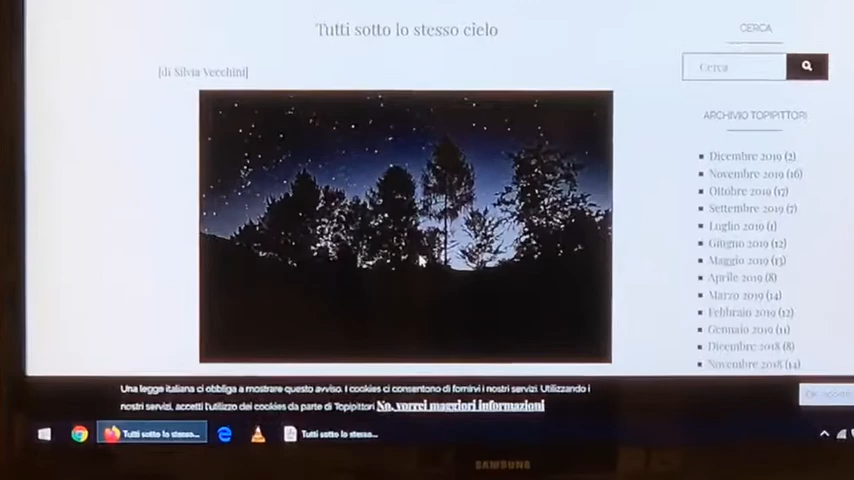 Tutti sotto lo stesso cielo
CERCA
[di Silvia Vecchini]
Cerca
ARCHIVIO TOPIPITTORI
Dicembre 2019 (2)
Novembre 2019 (16)
Ottobre 2019 (17)
Settembre 2019 (7)
Luglio 2019 (1)
Giugno 2019 (12)
Maggio 2019 (13)
Aprile 2019 (8)
Marzo 2019 (14)
Febbraio 2019 (12)
Gennaio 2019 (11)
Dicembre 2018 (8)
Novembre 2018 (14)
Una legge italiana ci obbliga a mostrare questo avviso. I cookies ci consentono di fornirvi i nostri servizi. Utilizzando i
nostri servizi, accetti l'utilizzo dei cookies da parte di Topipittori No, vorrei maggiori informazioni
Tutti sotto lo stesso...
Tutti sotto lo stesso...
SAMSUNG